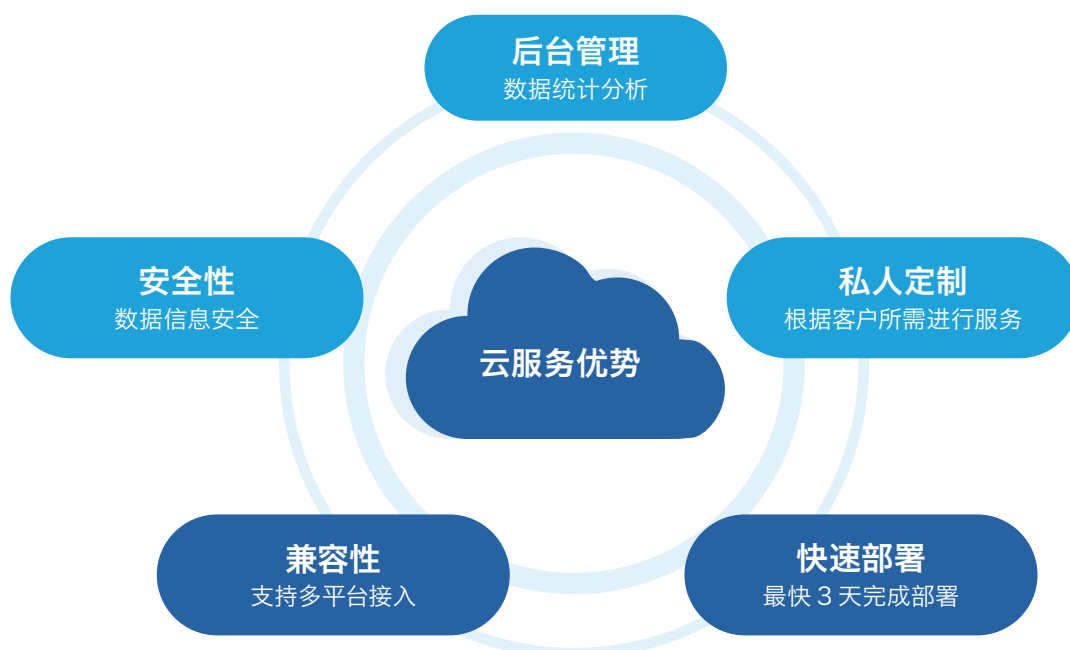 后台管理
数据统计分析
安全性
数据信息安全
私人定制
根据客户所需进行服务
云服务优势
兼容性
支持多平台接入
快速部署
最快 3 天完成部署